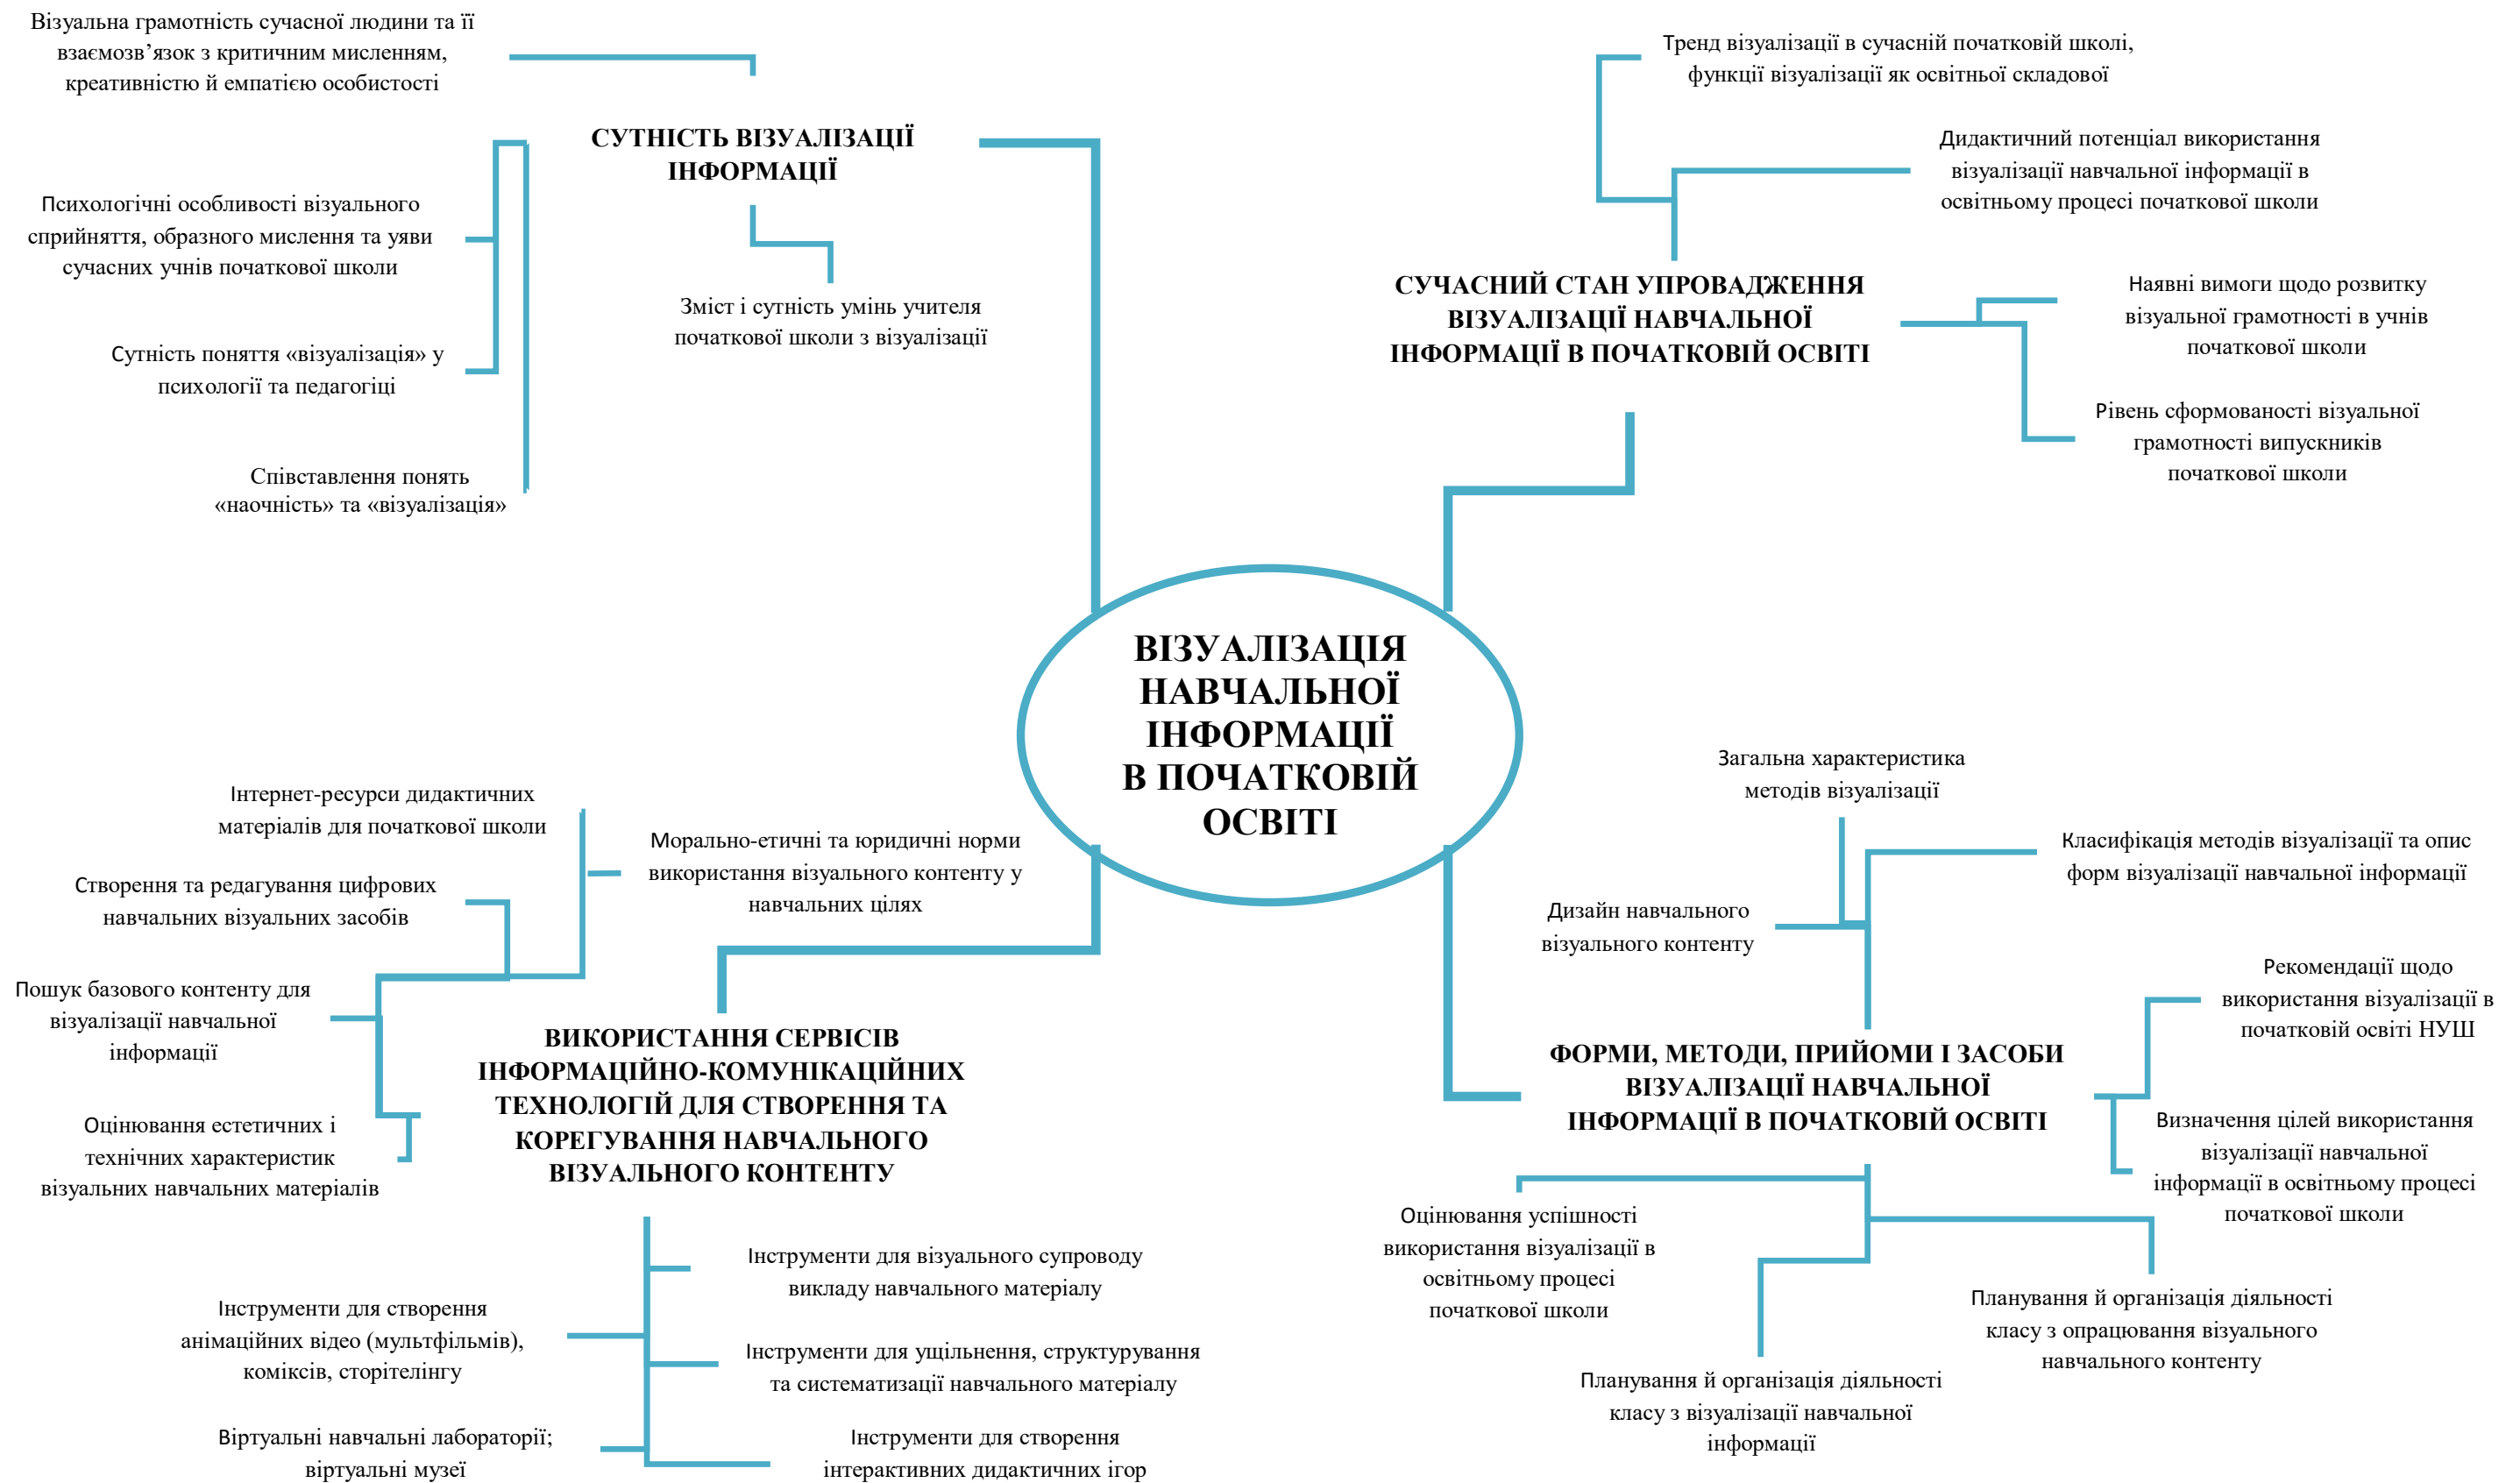 Візуальна грамотність сучасної людини та її
взаємозв’язок з критичним мисленням,
креативністю й емпатією особистості
СУТНІСТЬ ВІЗУАЛІЗАЦІЇ
ІНФОРМАЦІЇ
Психологічні особливості візуального
сприйняття, образного мислення та уяви
сучасних учнів початкової школи
Зміст і сутність умінь учителя
початкової школи з візуалізації
Сутність поняття «візуалізація» у
психології та педагогіці
Співставлення понять
«наочність» та «візуалізація»
Тренд візуалізації в сучасній початковій школі,
функції візуалізації як освітньої складової
Дидактичний потенціал використання
візуалізації навчальної інформації в
освітньому процесі початкової школи
СУЧАСНИЙ СТАН УПРОВАДЖЕННЯ
ВІЗУАЛІЗАЦІЇ НАВЧАЛЬНОЇ
ІНФОРМАЦІЇ В ПОЧАТКОВІЙ ОСВІТІ
Наявні вимоги щодо розвитку
візуальної грамотності в учнів
початкової школи
Рівень сформованості візуальної
грамотності випускників
початкової школи
ВІЗУАЛІЗАЦІЯ
НАВЧАЛЬНОЇ
ІНФОРМАЦІЇ
В ПОЧАТКОВІЙ
ОСВІТІ
Інтернет-ресурси дидактичних
матеріалів для початкової школи
Морально-етичні та юридичні норми
використання візуального контенту у
навчальних цілях
Створення та редагування цифрових
навчальних візуальних засобів
Пошук базового контенту для
візуалізації навчальної
інформації
ВИКОРИСТАННЯ СЕРВІСІВ
ІНФОРМАЦІЙНО-КОМУНІКАЦІЙНИХ
ТЕХНОЛОГІЙ ДЛЯ СТВОРЕННЯ ТА
КОРЕГУВАННЯ НАВЧАЛЬНОГО
ВІЗУАЛЬНОГО КОНТЕНТУ
Оцінювання естетичних і
технічних характеристик
візуальних навчальних матеріалів
Інструменти для візуального супроводу
викладу навчального матеріалу
Інструменти для створення
анімаційних відео (мультфільмів),
коміксів, сторітелінгу
Інструменти для ущільнення, структурування
та систематизації навчального матеріалу
Віртуальні навчальні лабораторії;
віртуальні музеї
Інструменти для створення
інтерактивних дидактичних ігор
Загальна характеристика
методів візуалізації
Класифікація методів візуалізації та опис
форм візуалізації навчальної інформації
Дизайн навчального
візуального контенту
Рекомендації щодо
використання візуалізації в
початковій освіті НУШ
ФОРМИ, МЕТОДИ, ПРИЙОМИ І ЗАСОБИ
ВІЗУАЛІЗАЦІЇ НАВЧАЛЬНОЇ
ІНФОРМАЦІЇ В ПОЧАТКОВІЙ ОСВІТІ
Визначення цілей використання
візуалізації навчальної
інформації в освітньому процесі
початкової школи
Оцінювання успішності
використання візуалізації в
освітньому процесі
початкової школи
Планування й організація діяльності
класу з опрацювання візуального
навчального контенту
Планування й організація діяльності
класу з візуалізації навчальної
інформації